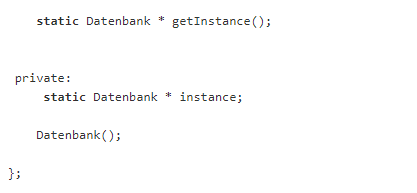 static Datenbank * getInstance();
private:
static Datenbank * instance;
Datenbank();
};